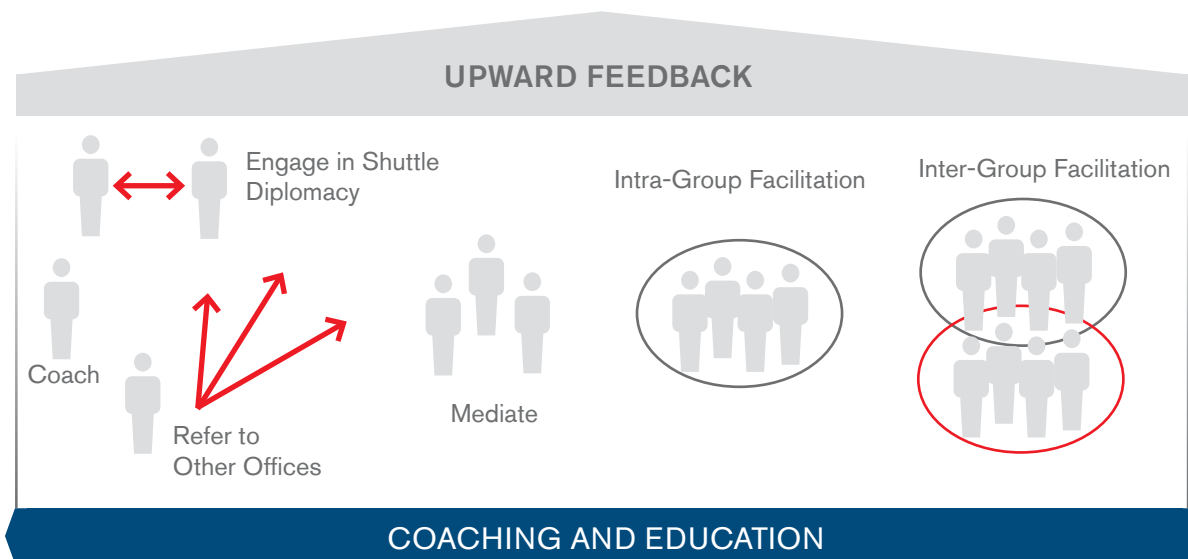 UPWARD FEEDBACK
Engage in Shuttle
Diplomacy
Intra-Group Facilitation
Inter-Group Facilitation
Coach
Refer to
Other Offices
Mediate
COACHING AND EDUCATION